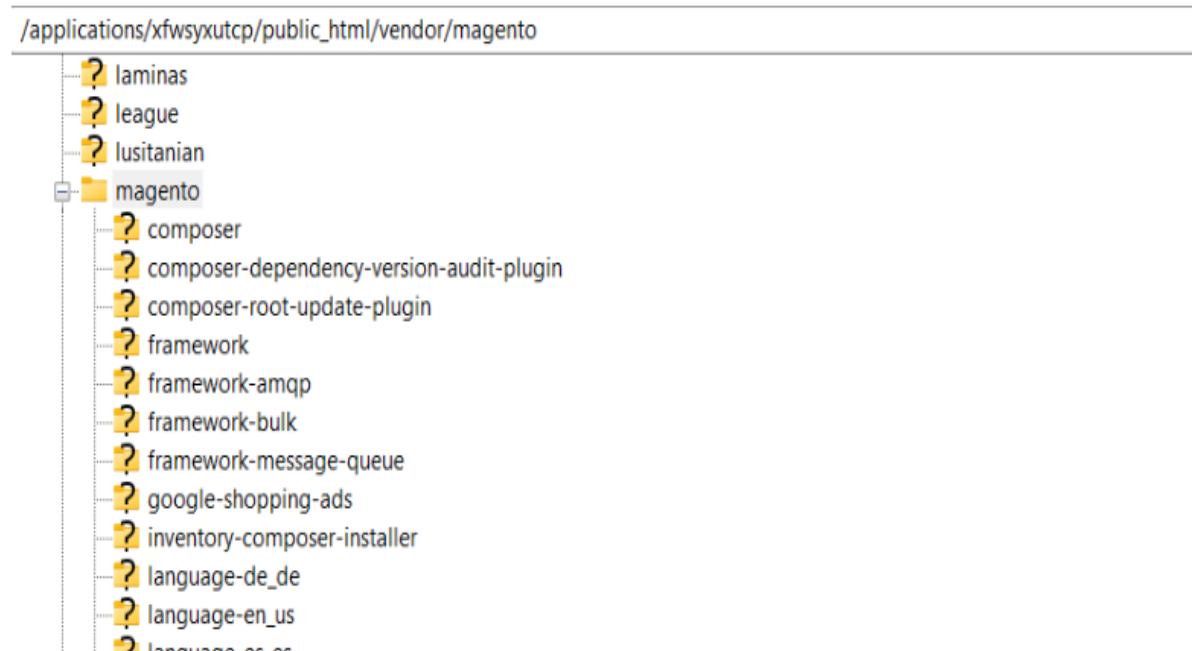 /applications/xfwsyxutcp/public_html/vendor/magento
laminas
league
lusitanian
magento
composer
composer-dependency-version-audit-plugin
composer-root-update-plugin
framework
framework-amqp
framework-bulk
framework-message-queue
google-shopping-ads
inventory-composer-installer
language-de_de
language-en_us